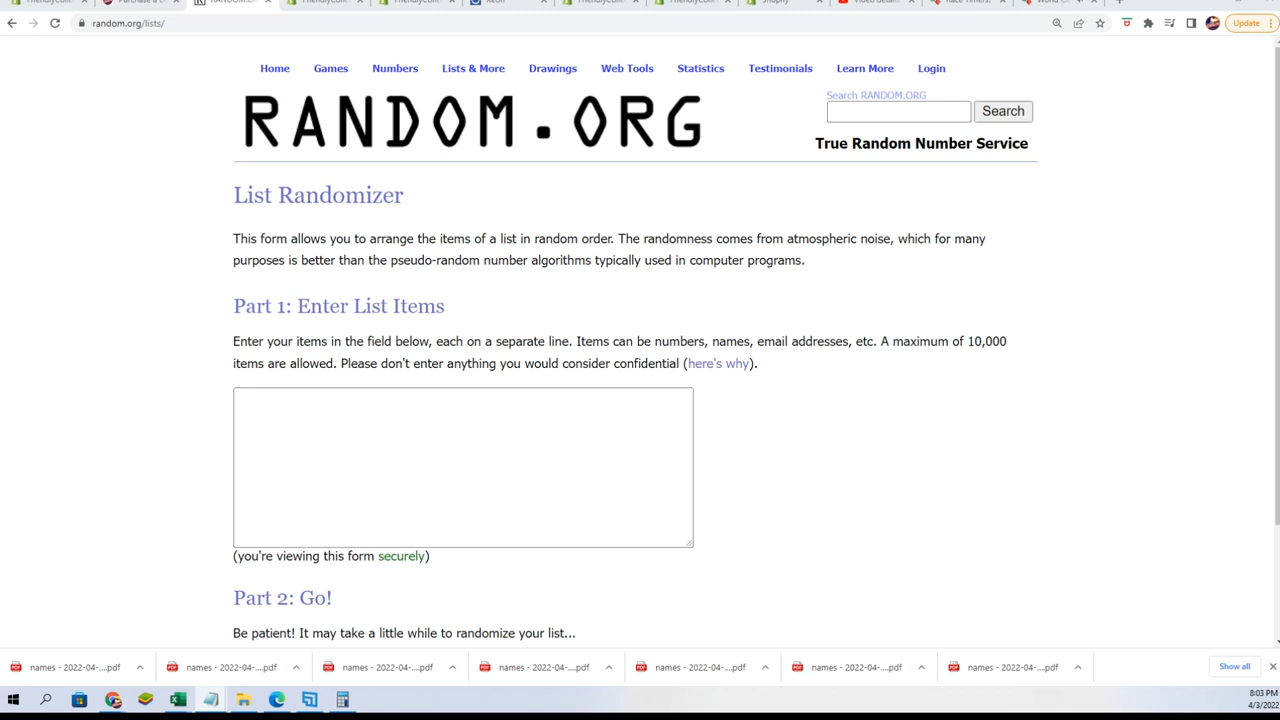 random.org/lists/
Update
Home Games Numbers Lists & More Drawings Web Tools Statistics Testimonials Learn More Login
RANDOM.ORG
Search RANDOM.ORG
Search
True Random Number Service
List Randomizer
This form allows you to arrange the items of a list in random order. The randomness comes from atmospheric noise, which for many
purposes is better than the pseudo-random number algorithms typically used in computer programs.
Part 1: Enter List Items
Enter your items in the field below, each on a separate line. Items can be numbers, names, email addresses, etc. A maximum of 10,000
items are allowed. Please don't enter anything you would consider confidential (here's why).
(you're viewing this form securely)
Part 2: Go!
Be patient! It may take a little while to randomize your list...
names - 2022-04-....pdf names - 2022-04-....pdf names - 2022-04-....pdf names - 2022-04-....pdf names - 2022-04-....pdf names - 2022-04-....pdf names - 2022-04-....pdf Show all
8:03 PM
4/3/2022